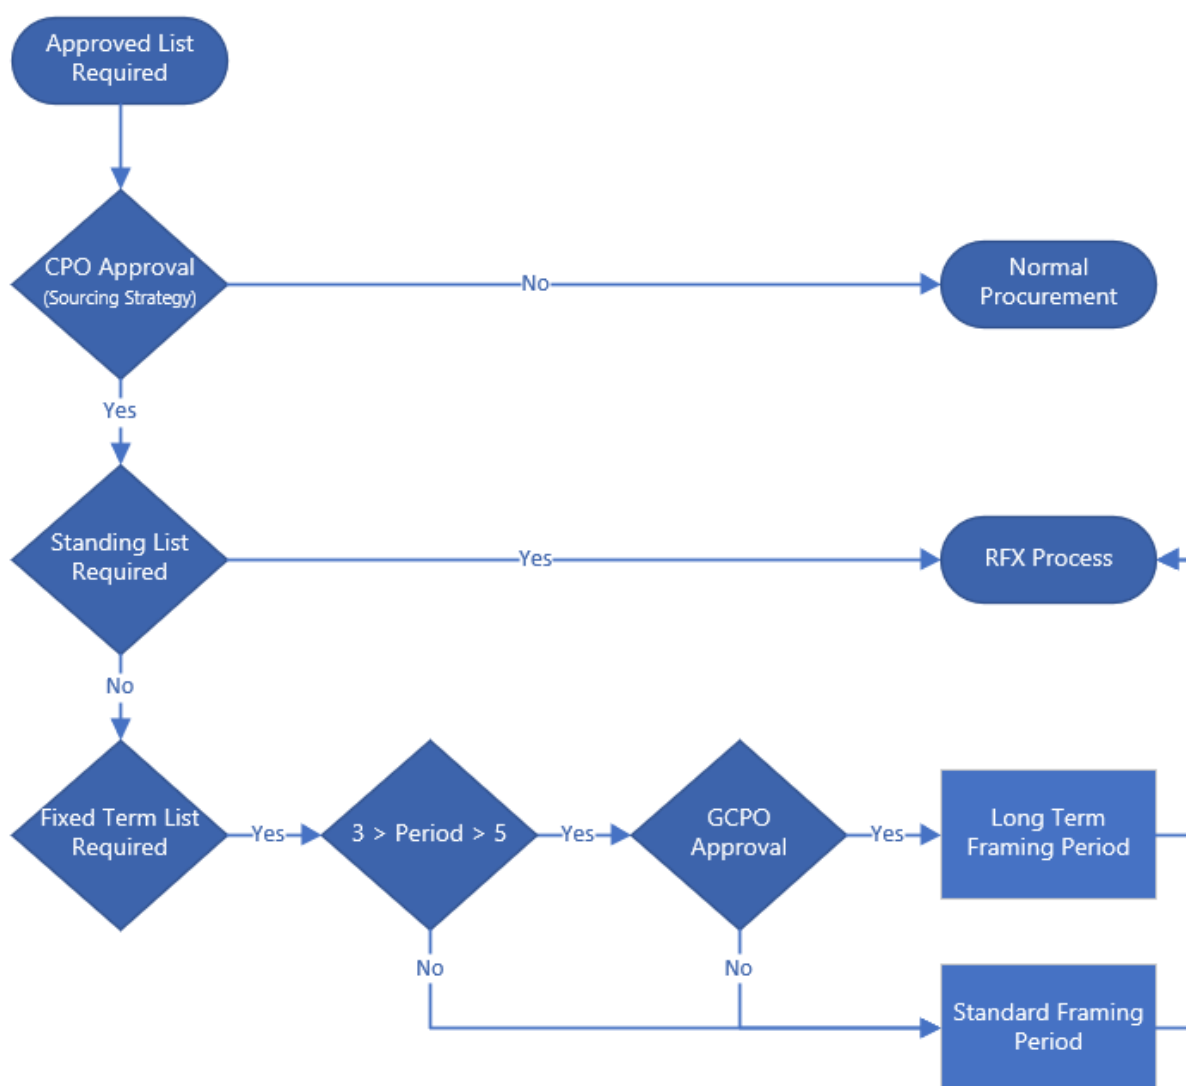 Approved List
Required
CPO Approval
(Sourcing Strategy)
No
Normal
Procurement
Yes
Standing List
Required
Yes
RFX Process
No
Fixed Term List
Required
Yes
3 > Period > 5
Yes
GCPO
Approval
Yes
Long Term
Framing Period
No
No
Standard Framing
Period